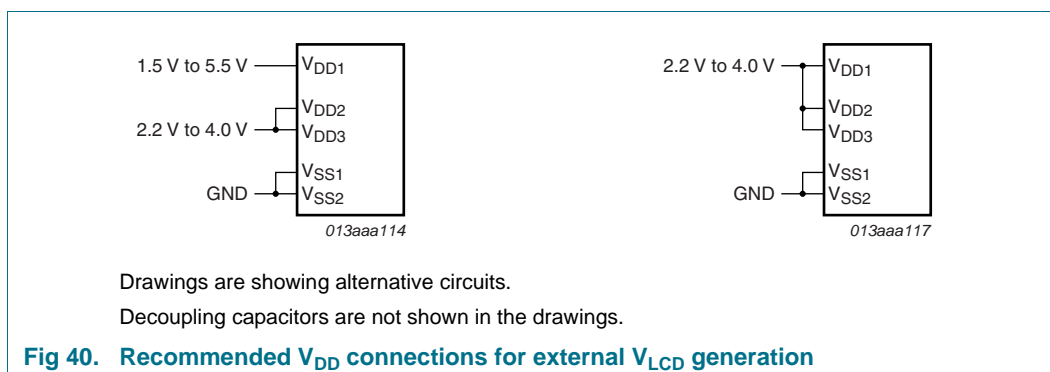 1.5 V to 5.5 V
VDD1
VDD2
2.2 V to 4.0 V
VDD3
VSS1
GND
VSS2
013aaa114
2.2 V to 4.0 V
VDD1
VDD2
VDD3
VSS1
GND
VSS2
013aaa117
Drawings are showing alternative circuits.
Decoupling capacitors are not shown in the drawings.
Fig 40. Recommended VDD connections for external VLCD generation